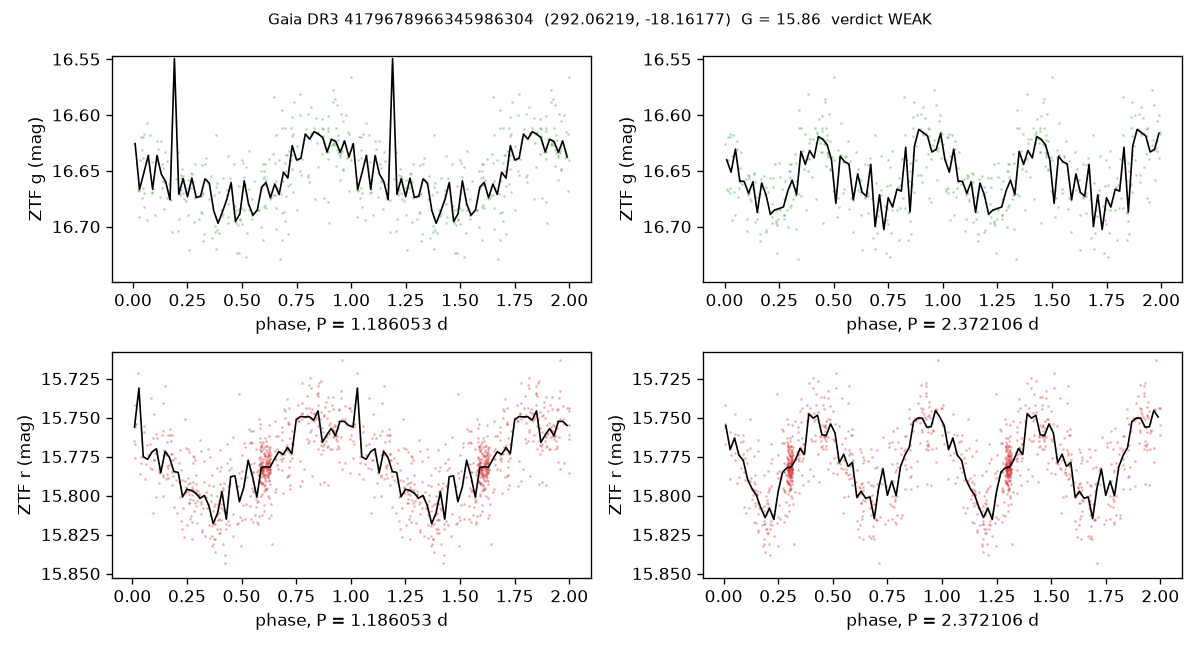 Gaia DR3 4179678966345986304  (292.06219, -18.16177)  G = 15.86  verdict WEAK
ZTF g (mag)
16.55
16.60
16.65
16.70
0.00 0.25 0.50 0.75 1.00 1.25 1.50 1.75 2.00
phase, P = 1.186053 d
ZTF g (mag)
16.55
16.60
16.65
16.70
0.00 0.25 0.50 0.75 1.00 1.25 1.50 1.75 2.00
phase, P = 2.372106 d
ZTF r (mag)
15.725
15.750
15.775
15.800
15.825
15.850
0.00 0.25 0.50 0.75 1.00 1.25 1.50 1.75 2.00
phase, P = 1.186053 d
ZTF r (mag)
15.725
15.750
15.775
15.800
15.825
15.850
0.00 0.25 0.50 0.75 1.00 1.25 1.50 1.75 2.00
phase, P = 2.372106 d